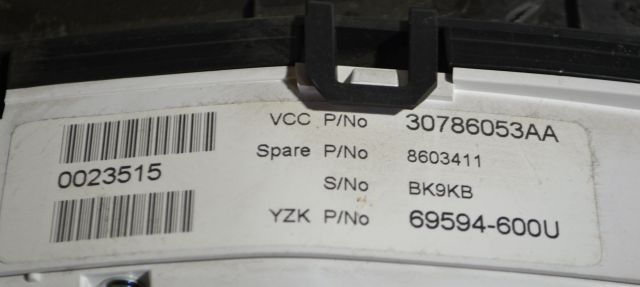 VCC P/No 30786053AA
Spare P/No 8603411
0023515
S/No BK9KB
YZK P/No 69594-600U